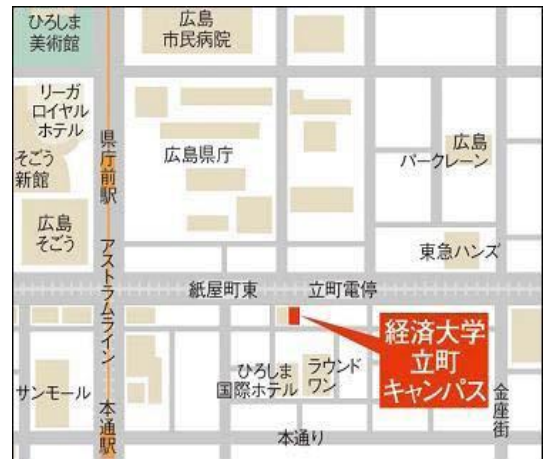 ひろしま
美術館
広島
市民病院
リーガ
ロイヤル
ホテル
そごう
新館
県庁前駅
広島県庁
広島
パークレーン
広島
そごう
アストラムライン
東急ハンズ
紙屋町東
立町電停
経済大学
立町
キャンパス
サンモール
ひろしま
国際ホテル
ラウンド
ワン
本通駅
本通り
金座街